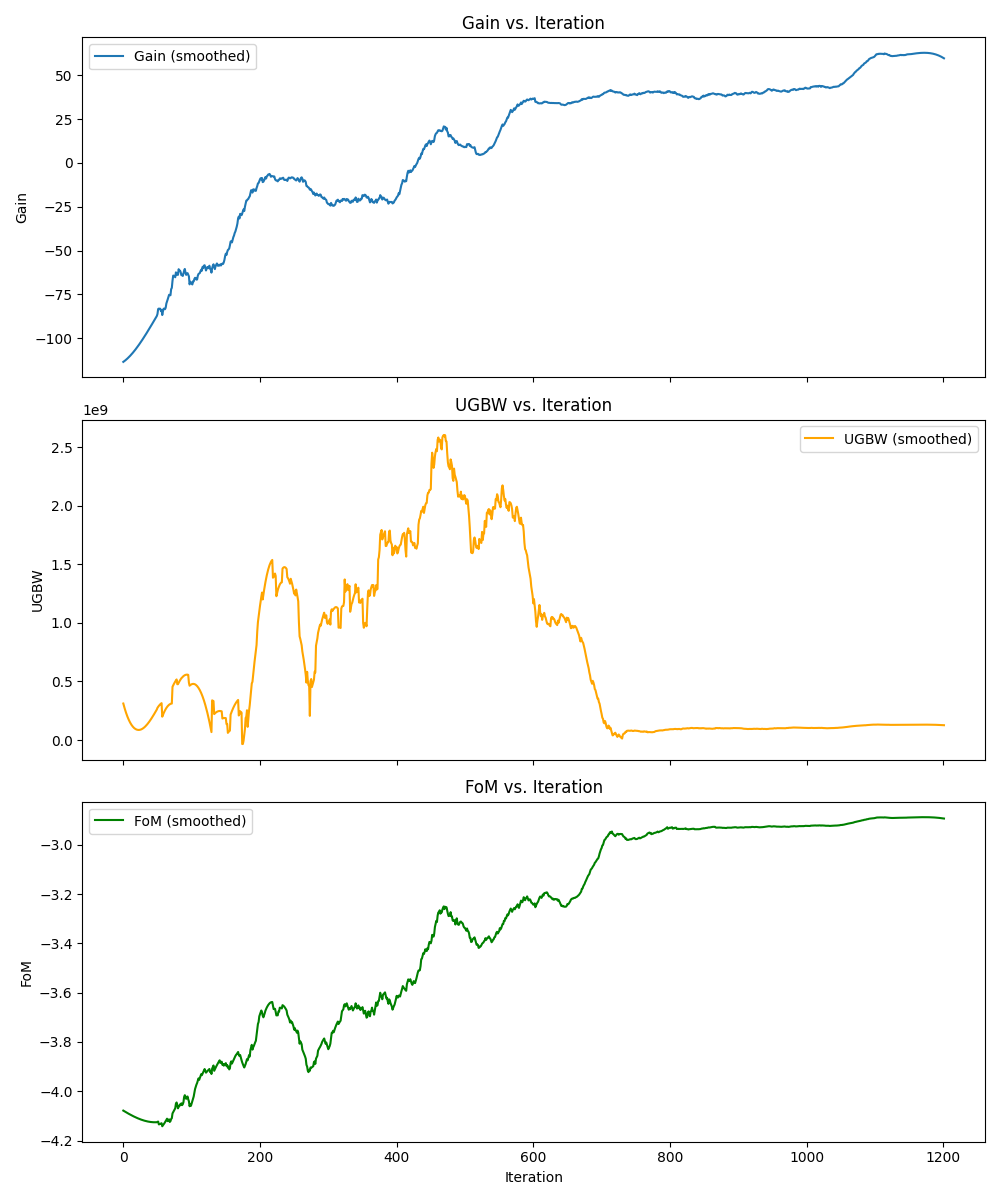 Gain vs. Iteration
Gain (smoothed)
50
25
0
−25
−50
−75
−100
Gain
UGBW vs. Iteration
1e9
UGBW (smoothed)
2.5
2.0
1.5
1.0
0.5
0.0
UGBW
FoM vs. Iteration
FoM (smoothed)
−3.0
−3.2
−3.4
−3.6
−3.8
−4.0
−4.2
FoM
0 200 400 600 800 1000 1200
Iteration